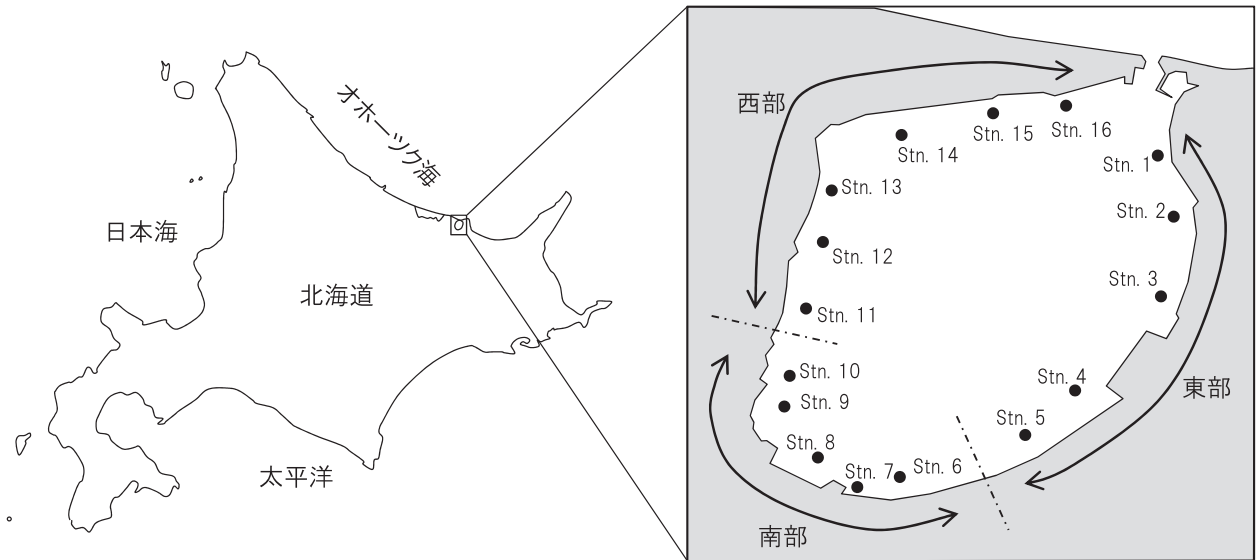 オホーツク海
日本海
北海道
太平洋
西部
Stn. 15
Stn. 16
Stn. 14
Stn. 1
Stn. 13
Stn. 2
Stn. 12
Stn. 3
Stn. 11
Stn. 10
Stn. 4
東部
Stn. 9
Stn. 5
Stn. 8
Stn. 7
Stn. 6
南部